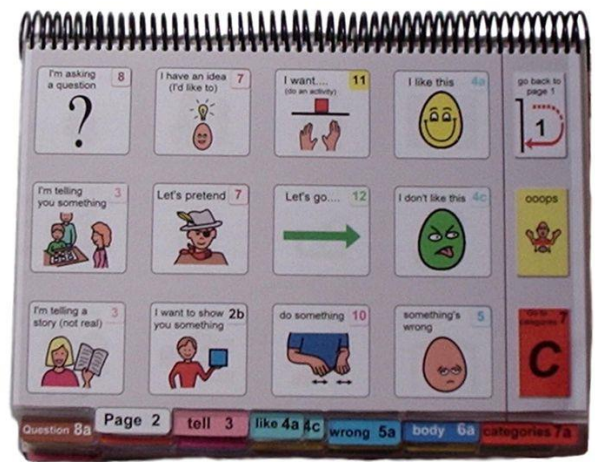 I'm asking
a question
8
I have an idea
(I'd like to)
7
I want....
(do an activity)
11
I like this
4a
go back to
page 1
1
I'm telling
you something
3
Let's pretend
7
Let's go....
12
I don't like this
4c
ooops
I'm telling a
story (not real)
3
I want to show
you something
2b
do something
10
something's
wrong
5
Go to
categories
7
C
Question 8a
Page 2
tell 3
like 4a
4c
wrong 5a
body 6a
categories 7a